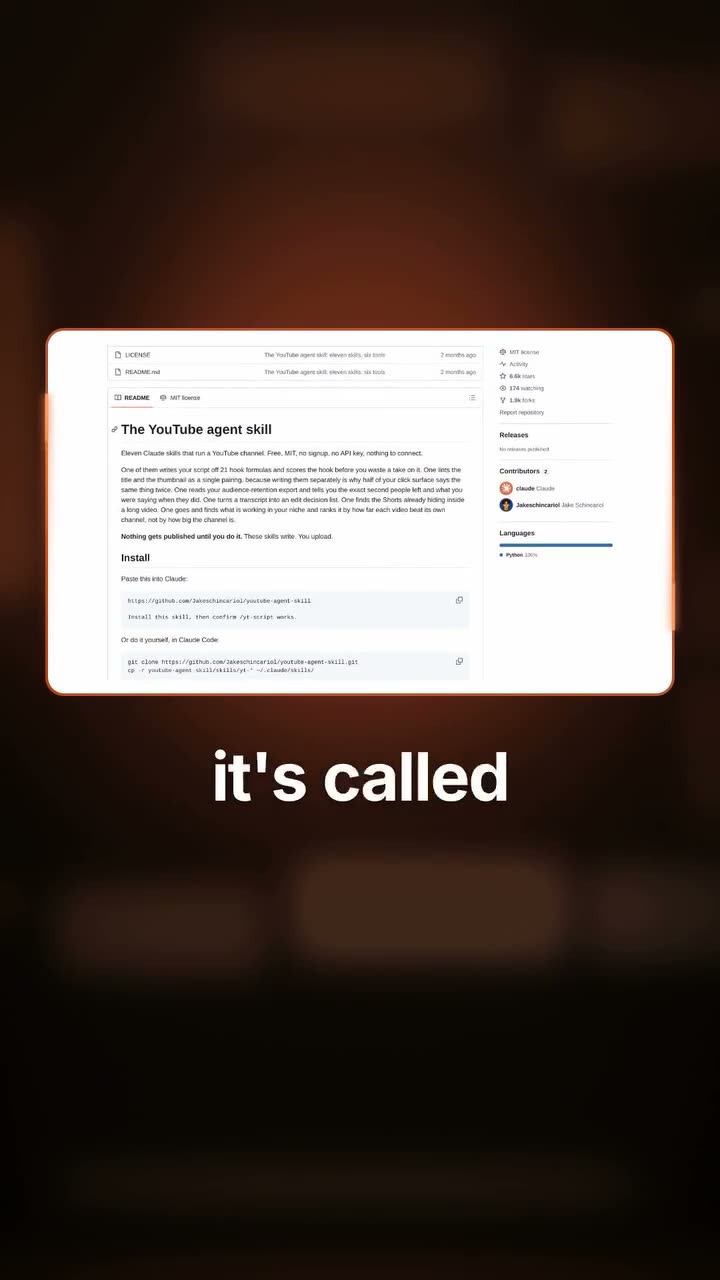 LICENSE The YouTube agent skill: eleven skills, six tools 2 months ago
README.md The YouTube agent skill: eleven skills, six tools 2 months ago
README MIT license
The YouTube agent skill
Eleven Claude skills that run a YouTube channel. Free, MIT, no signup, no API key, nothing to connect.
One of them writes your script off 21 hook formulas and scores the hook before you waste a take on it. One lints the
title and the thumbnail as a single pairing, because writing them separately is why half of your click surface says the
same thing twice. One reads your audience-retention export and tells you the exact second people left and what you
were saying when they did. One turns a transcript into an edit decision list. One finds the Shorts already hiding inside
a long video. One goes and finds what is working in your niche and ranks it by how far each video beat its own
channel, not by how big the channel is.
Nothing gets published until you do it. These skills write. You upload.
Install
Paste this into Claude:
https://github.com/Jakeschincariol/youtube-agent-skill
Install this skill, then confirm /yt-script works.
Or do it yourself, in Claude Code:
git clone https://github.com/Jakeschincariol/youtube-agent-skill.git
cp -r youtube-agent-skill/skills/yt-* ~/.claude/skills/
MIT license
Activity
6.6k stars
174 watching
1.9k forks
Report repository
Releases
No releases published
Contributors 2
claude Claude
Jakeschincariol Jake Schincariol
Languages
Python 100%
it's called